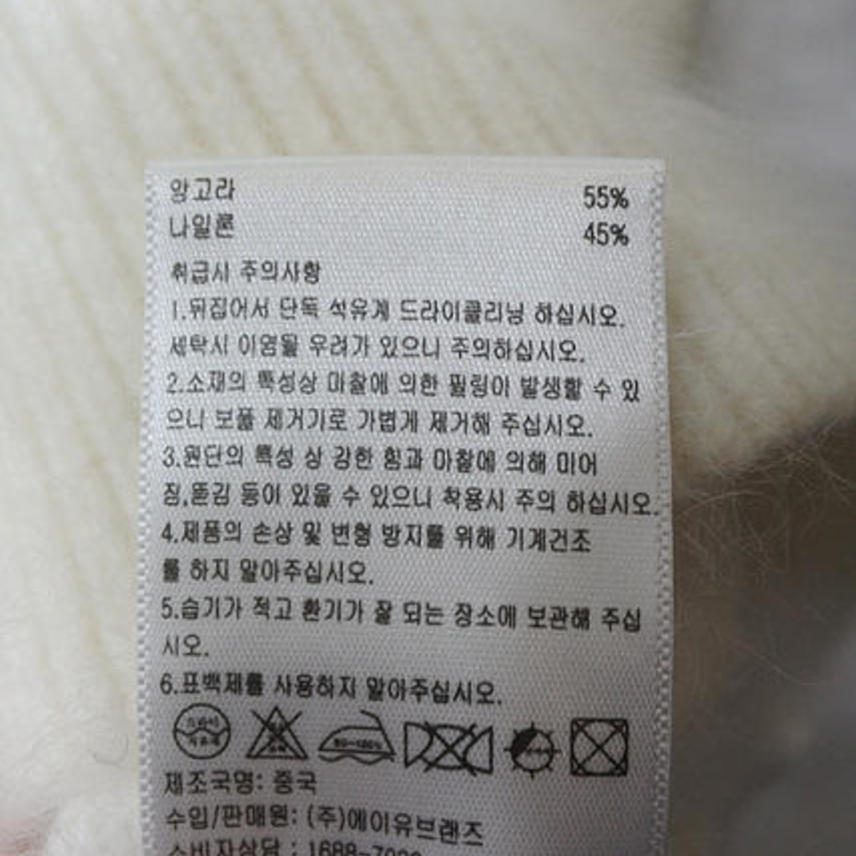 앙고라 55%
나일론 45%
취급시 주의사항
1.뒤집어서 단독 석유계 드라이클리닝 하십시오.
세탁시 이염될 우려가 있으니 주의하십시오.
2.소재의 특성상 마찰에 의한 필링이 발생할 수 있
으니 보풀 제거기로 가볍게 제거해 주십시오.
3.원단의 특성 상 강한 힘과 마찰에 의해 미어
짐,뜯김 등이 있을 수 있으니 착용시 주의 하십시오.
4.제품의 손상 및 변형 방지를 위해 기계건조
를 하지 말아주십시오.
5.습기가 적고 환기가 잘 되는 장소에 보관해 주십
시오.
6.표백제를 사용하지 말아주십시오.
드라이
석유계
제조국명: 중국
수입/판매원: (주)에이유브랜즈
소비자상담 :